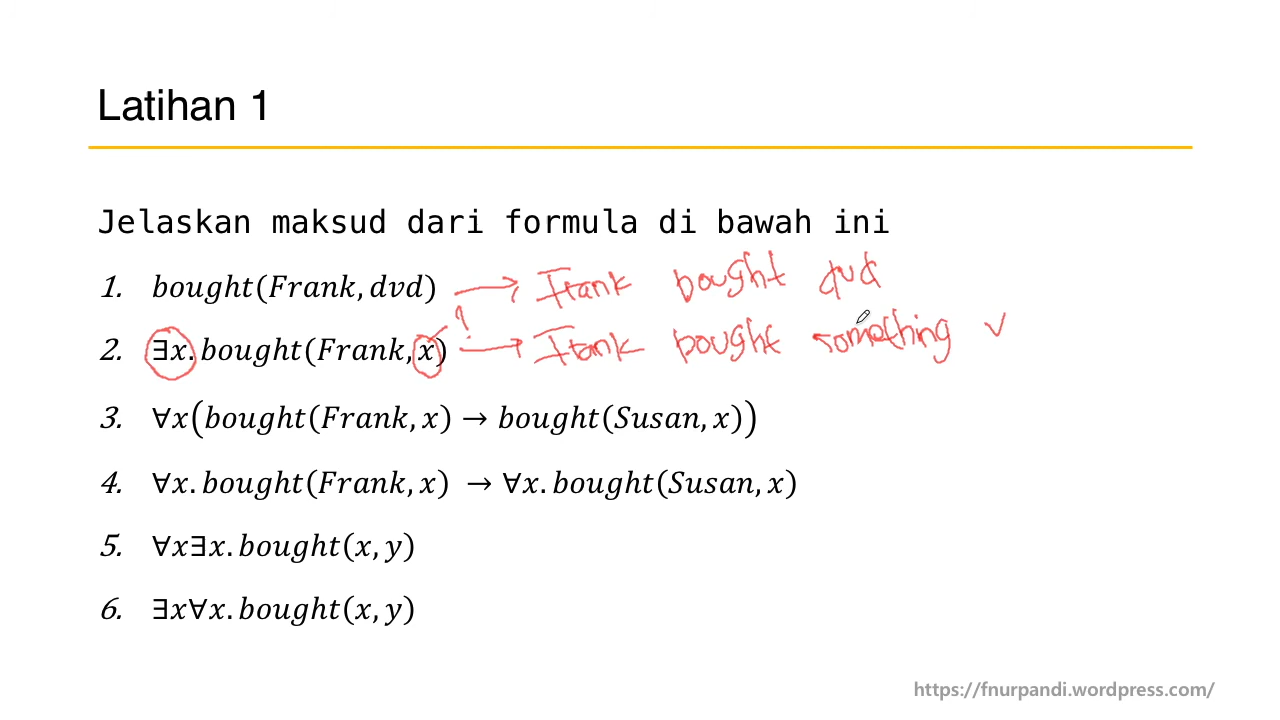 Latihan 1
Jelaskan maksud dari formula di bawah ini
1. bought(Frank, dvd) → Frank bought dvd
?
2. ∃x. bought(Frank, x) → Frank bought something ✓
3. ∀x(bought(Frank, x) → bought(Susan, x))
4. ∀x. bought(Frank, x) → ∀x. bought(Susan, x)
5. ∀x∃x. bought(x, y)
6. ∃x∀x. bought(x, y)
https://fnurpandi.wordpress.com/